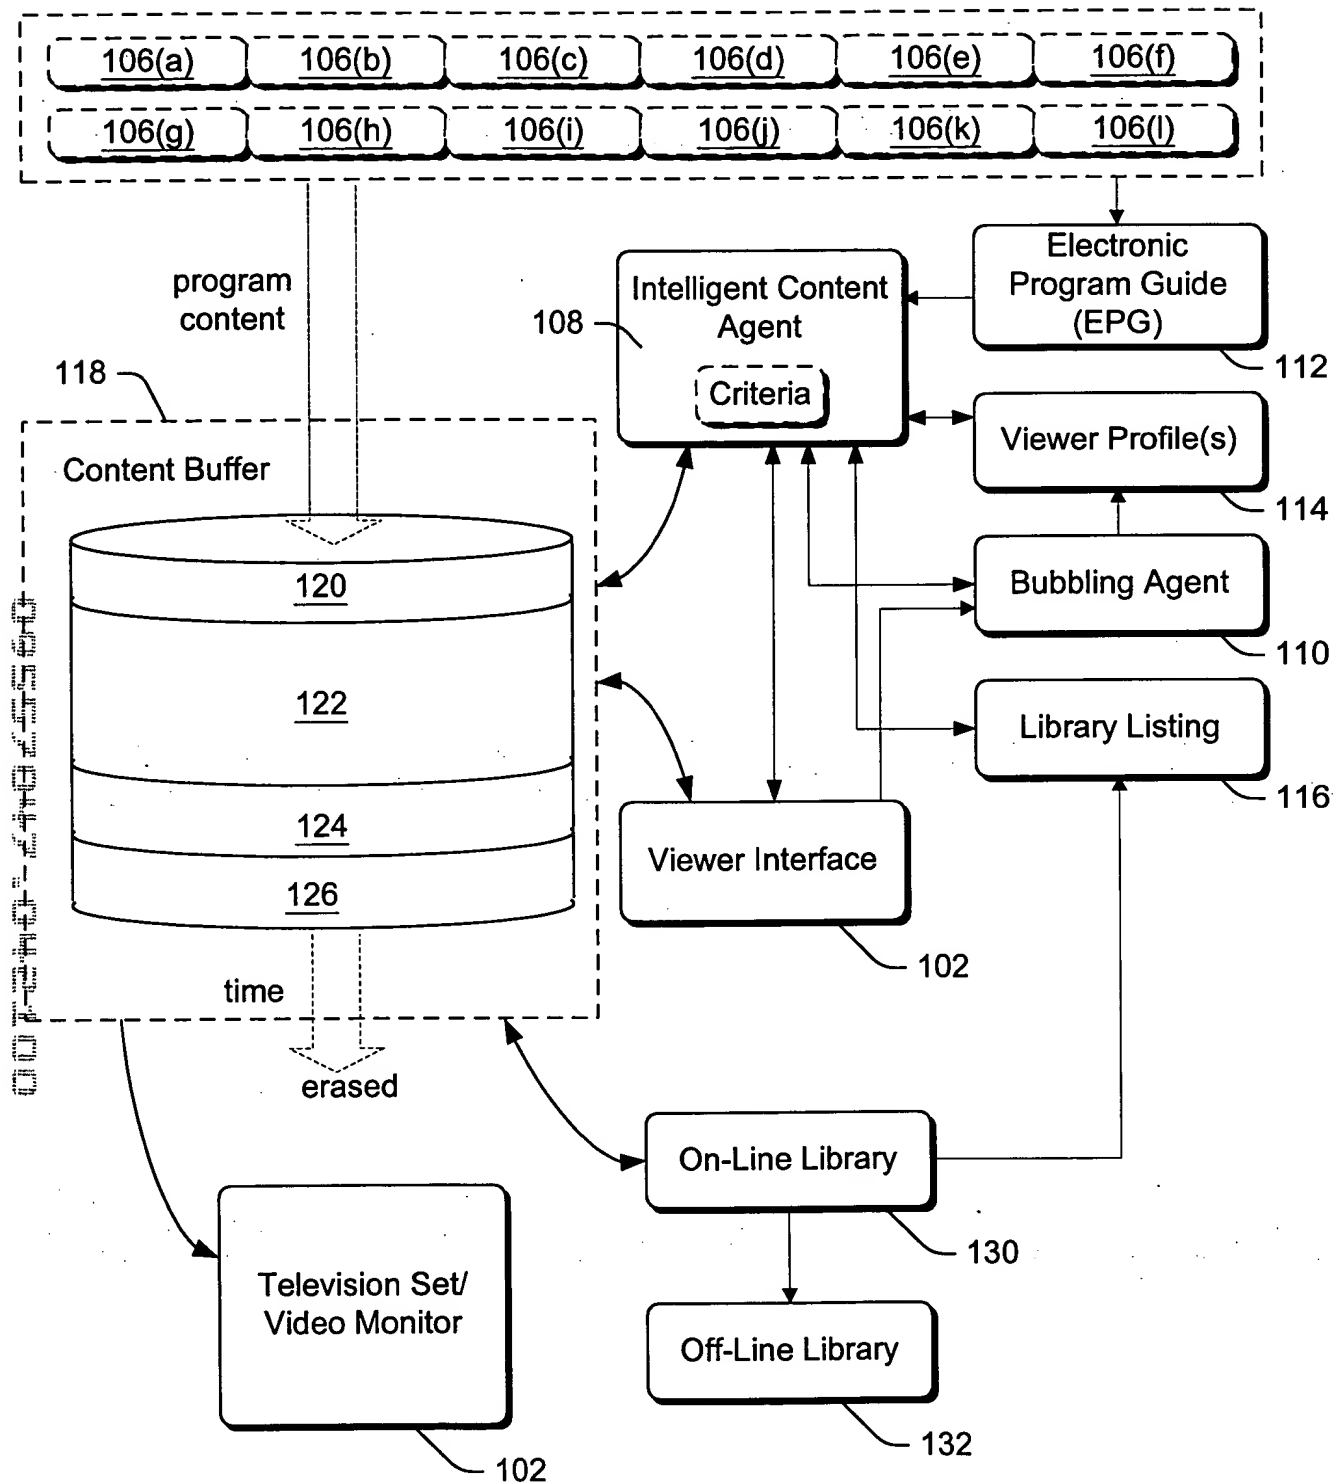 106(a) 106(b) 106(c) 106(d) 106(e) 106(f)
106(g) 106(h) 106(i) 106(j) 106(k) 106(l)
program
content
Electronic
Program Guide
(EPG)
112
Intelligent Content
Agent
Criteria
108
118
Viewer Profile(s)
114
Content Buffer
120
122
124
126
Bubbling Agent
110
Library Listing
116
Viewer Interface
102
time
erased
On-Line Library
130
Television Set/
Video Monitor
102
Off-Line Library
132